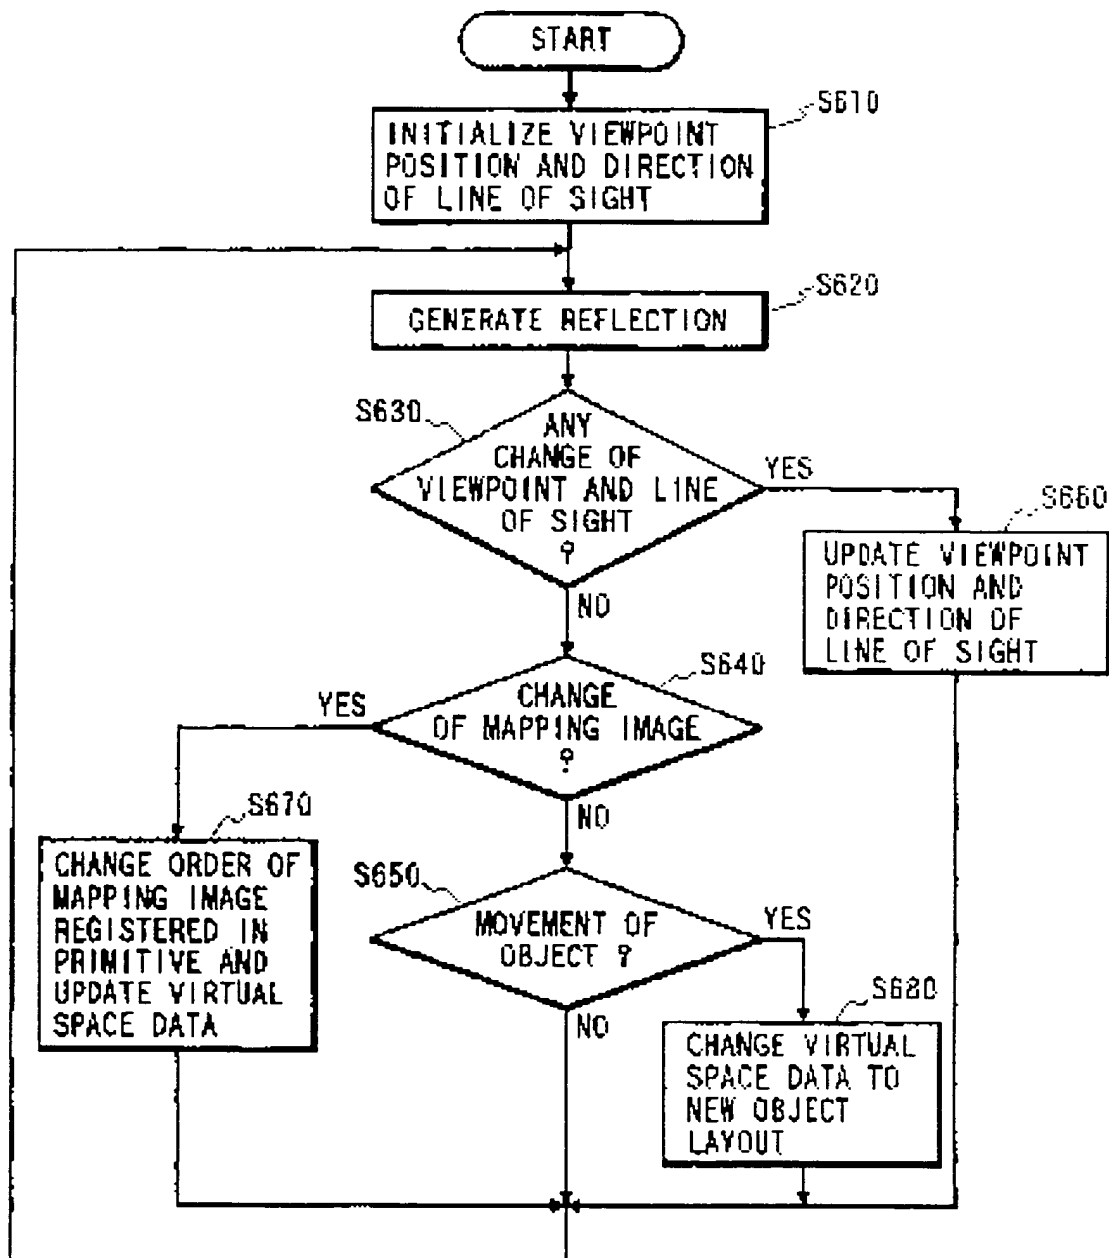 START
S610
INITIALIZE VIEWPOINT
POSITION AND DIRECTION
OF LINE OF SIGHT
S620
GENERATE REFLECTION
S630
ANY
CHANGE OF
VIEWPOINT AND LINE
OF SIGHT
?
YES
NO
S660
UPDATE VIEWPOINT
POSITION AND
DIRECTION OF
LINE OF SIGHT
S640
CHANGE
OF MAPPING IMAGE
?
YES
NO
S670
CHANGE ORDER OF
MAPPING IMAGE
REGISTERED IN
PRIMITIVE AND
UPDATE VIRTUAL
SPACE DATA
S650
MOVEMENT OF
OBJECT ?
YES
NO
S680
CHANGE VIRTUAL
SPACE DATA TO
NEW OBJECT
LAYOUT